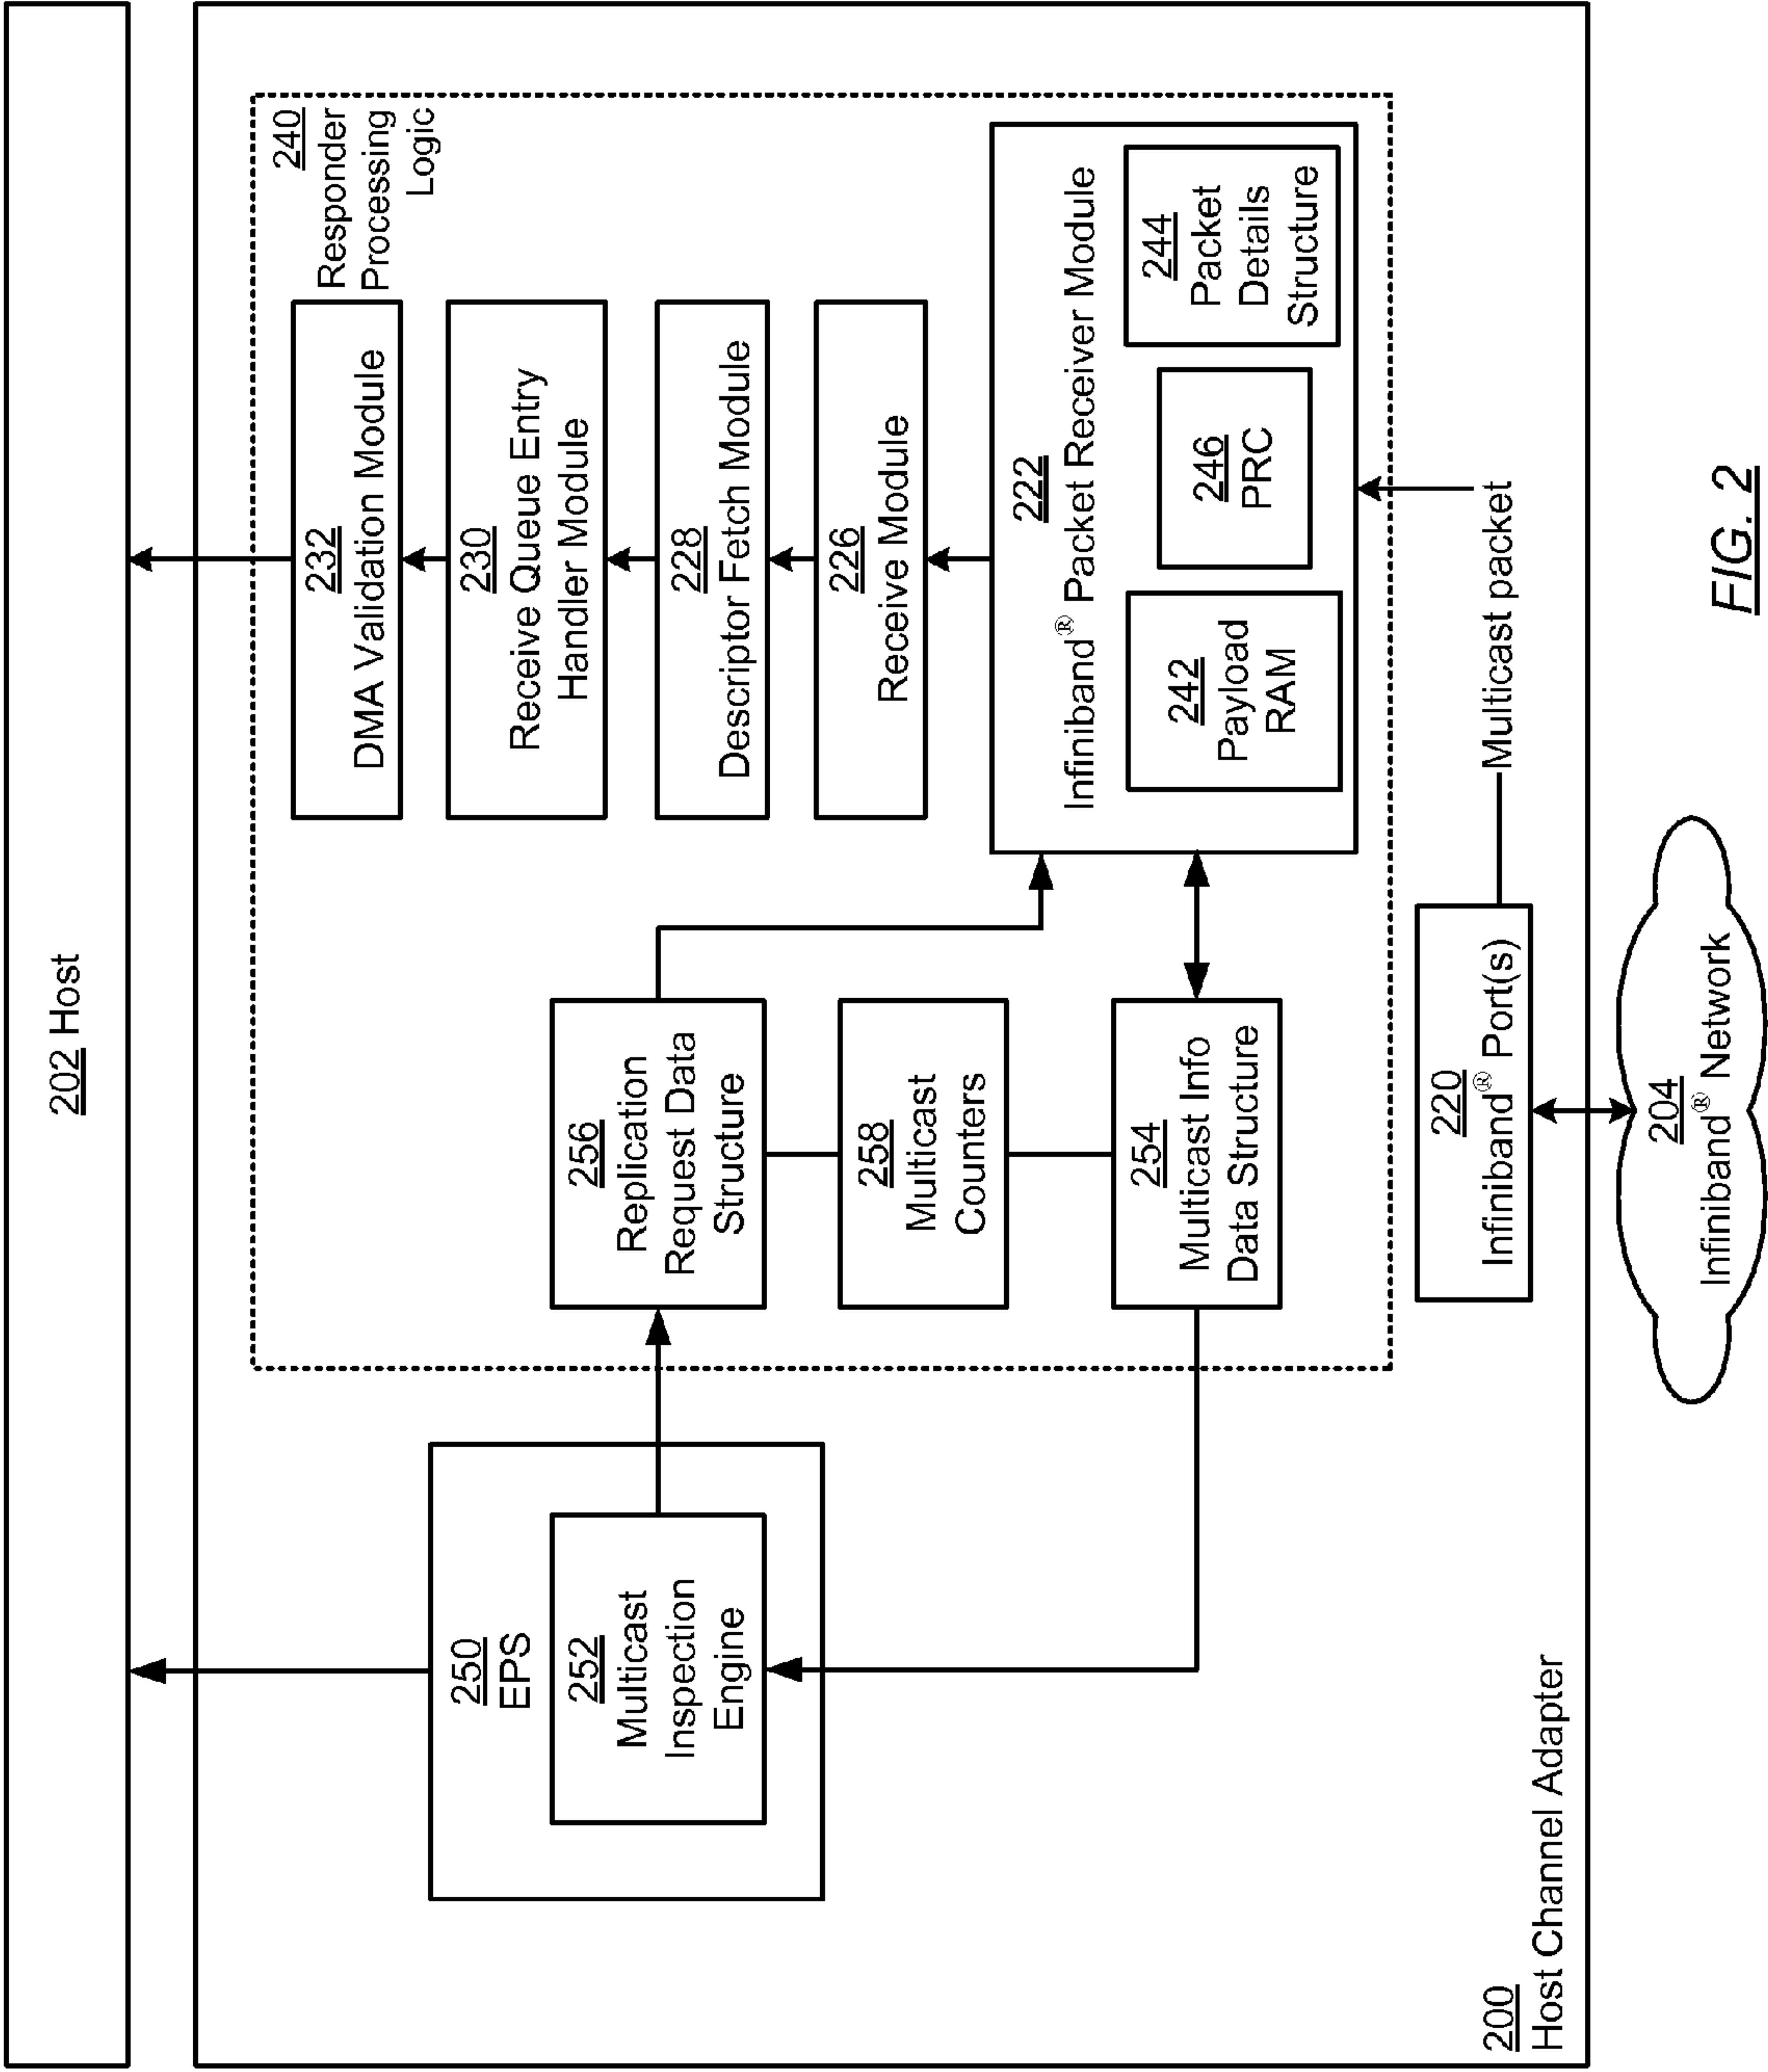 202 Host
250
EPS
252
Multicast
Inspection
Engine
256
Replication
Request Data
Structure
258
Multicast
Counters
254
Multicast Info
Data Structure
240
Responder
Processing
Logic
232
DMA Validation Module
230
Receive Queue Entry
Handler Module
228
Descriptor Fetch Module
226
Receive Module
222
Infiniband® Packet Receiver Module
242
Payload
RAM
246
PRC
244
Packet
Details
Structure
220
Infiniband® Port(s)
Multicast packet
200
Host Channel Adapter
204
Infiniband® Network
FIG. 2